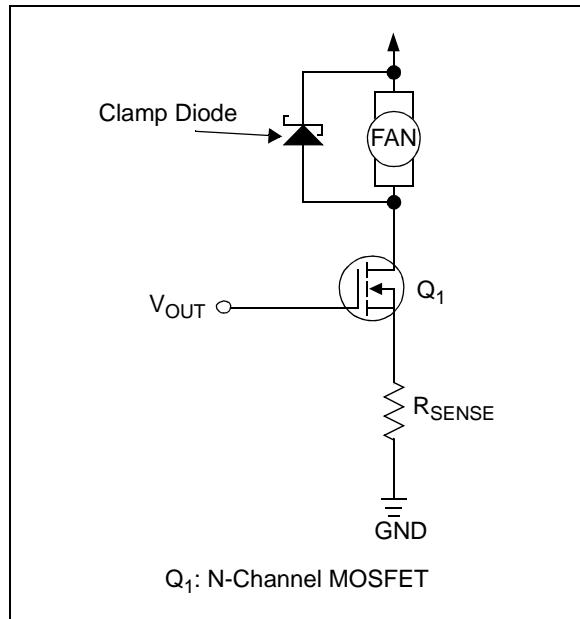 Clamp Diode
FAN
Q1
VOUT
RSENSE
GND
Q1: N-Channel MOSFET